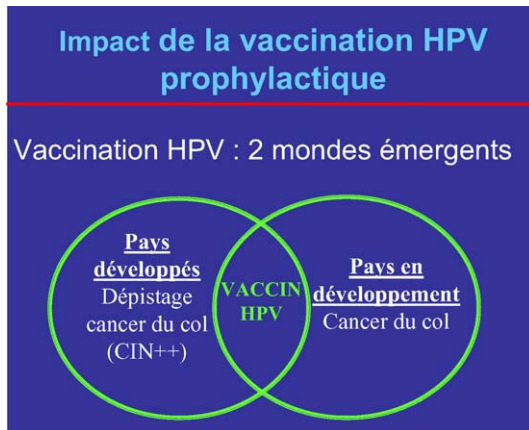 Impact de la vaccination HPV
prophylactique
Vaccination HPV : 2 mondes émergents
Pays
développés
Dépistage
cancer du col
(CIN++)
VACCIN
HPV
Pays en
développement
Cancer du col